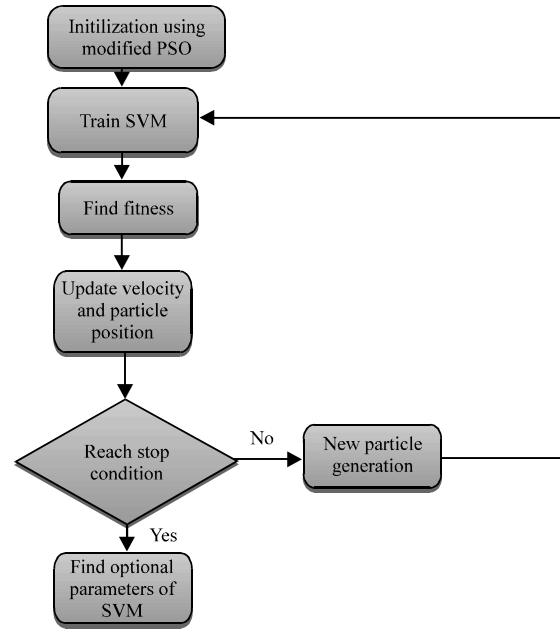 Initilization using
modified PSO
Train SVM
Find fitness
Update velocity
and particle
position
Reach stop
condition
No
New particle
generation
Yes
Find optional
parameters of
SVM